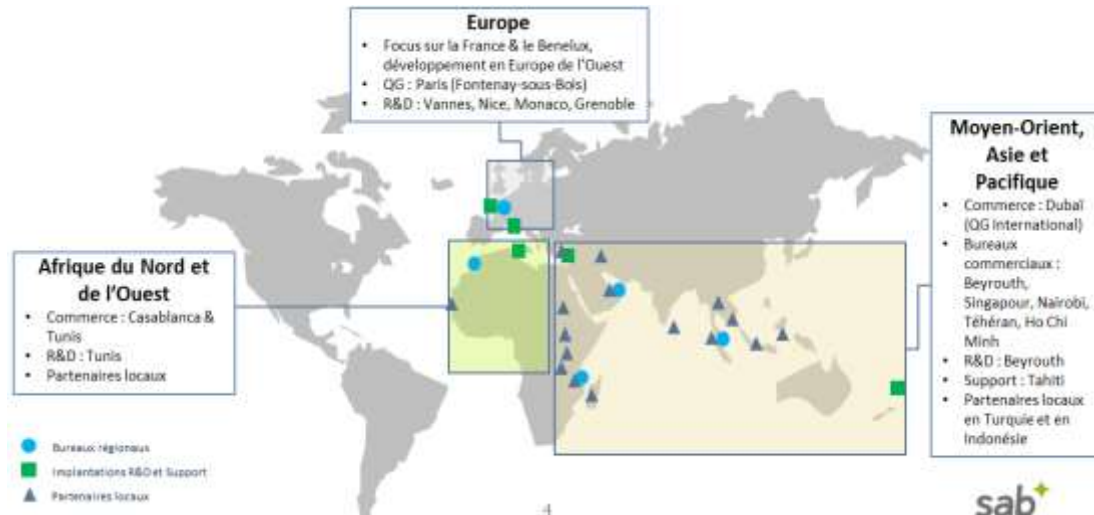 Europe
• Focus sur la France & le Benelux,
développement en Europe de l'Ouest
• QG : Paris (Fontenay-sous-Bois)
• R&D : Vannes, Nice, Monaco, Grenoble
Afrique du Nord et
de l'Ouest
• Commerce : Casablanca &
Tunis
• R&D : Tunis
• Partenaires locaux
Moyen-Orient,
Asie et
Pacifique
• Commerce : Dubaï
(QG International)
• Bureaux
commerciaux :
Beyrouth,
Singapour, Nairobi,
Téhéran, Ho Chi
Minh
• R&D : Beyrouth
• Support : Tahiti
• Partenaires locaux
en Turquie et en
Indonésie
Bureaux régionaux
Implantations R&D et Support
Partenaires locaux
4
sab